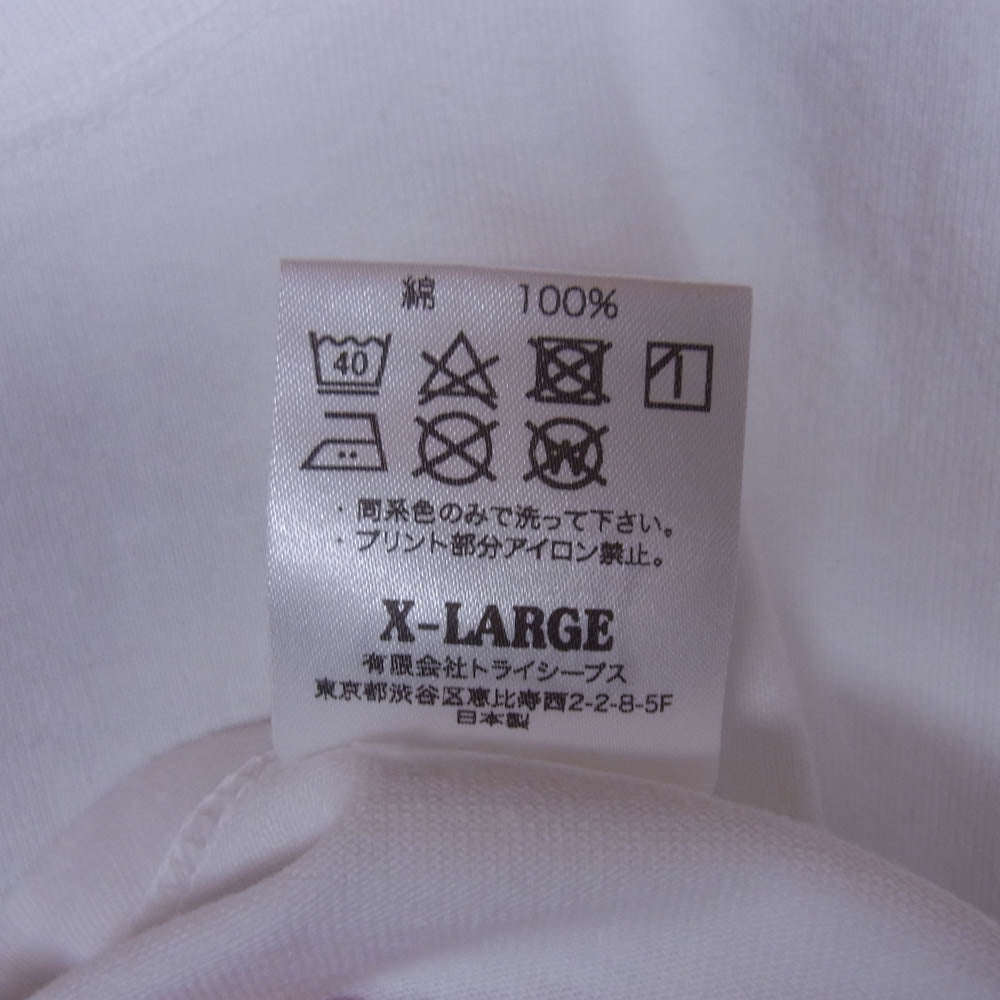 綿 100%
40
W
・同系色のみで洗って下さい。
・プリント部分アイロン禁止。
X-LARGE
有限会社トライシープス
東京都渋谷区恵比寿西2-2-8-5F
日本製